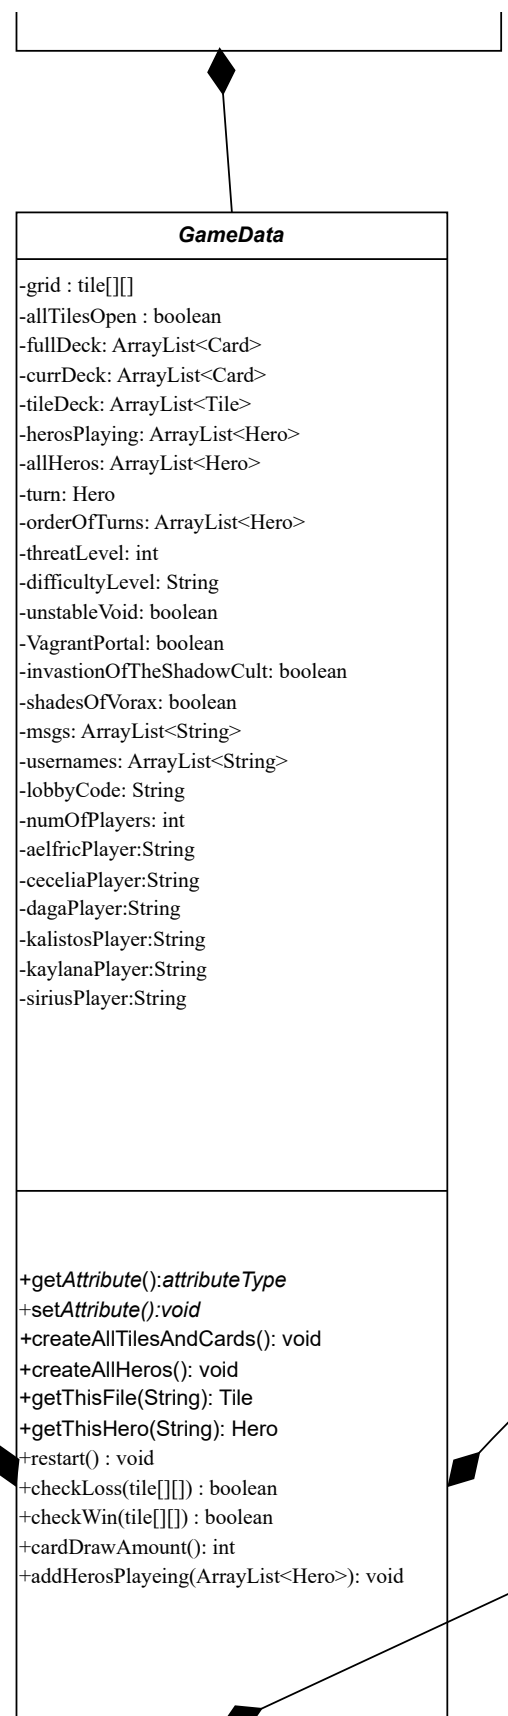 GameData
-grid : tile[][]
-allTilesOpen : boolean
-fullDeck: ArrayList<Card>
-currDeck: ArrayList<Card>
-tileDeck: ArrayList<Tile>
-herosPlaying: ArrayList<Hero>
-allHeros: ArrayList<Hero>
-turn: Hero
-orderOfTurns: ArrayList<Hero>
-threatLevel: int
-difficultyLevel: String
-unstableVoid: boolean
-VagrantPortal: boolean
-invastionOfTheShadowCult: boolean
-shadesOfVorax: boolean
-msgs: ArrayList<String>
-usernames: ArrayList<String>
-lobbyCode: String
-numOfPlayers: int
-aelfricPlayer:String
-ceceliaPlayer:String
-dagaPlayer:String
-kalistosPlayer:String
-kaylanaPlayer:String
-siriusPlayer:String
+getAttribute():attributeType
+setAttribute():void
+createAllTilesAndCards(): void
+createAllHeros(): void
+getThisFile(String): Tile
+getThisHero(String): Hero
+restart() : void
+checkLoss(tile[][]) : boolean
+checkWin(tile[][]) : boolean
+cardDrawAmount(): int
+addHerosPlayeing(ArrayList<Hero>): void